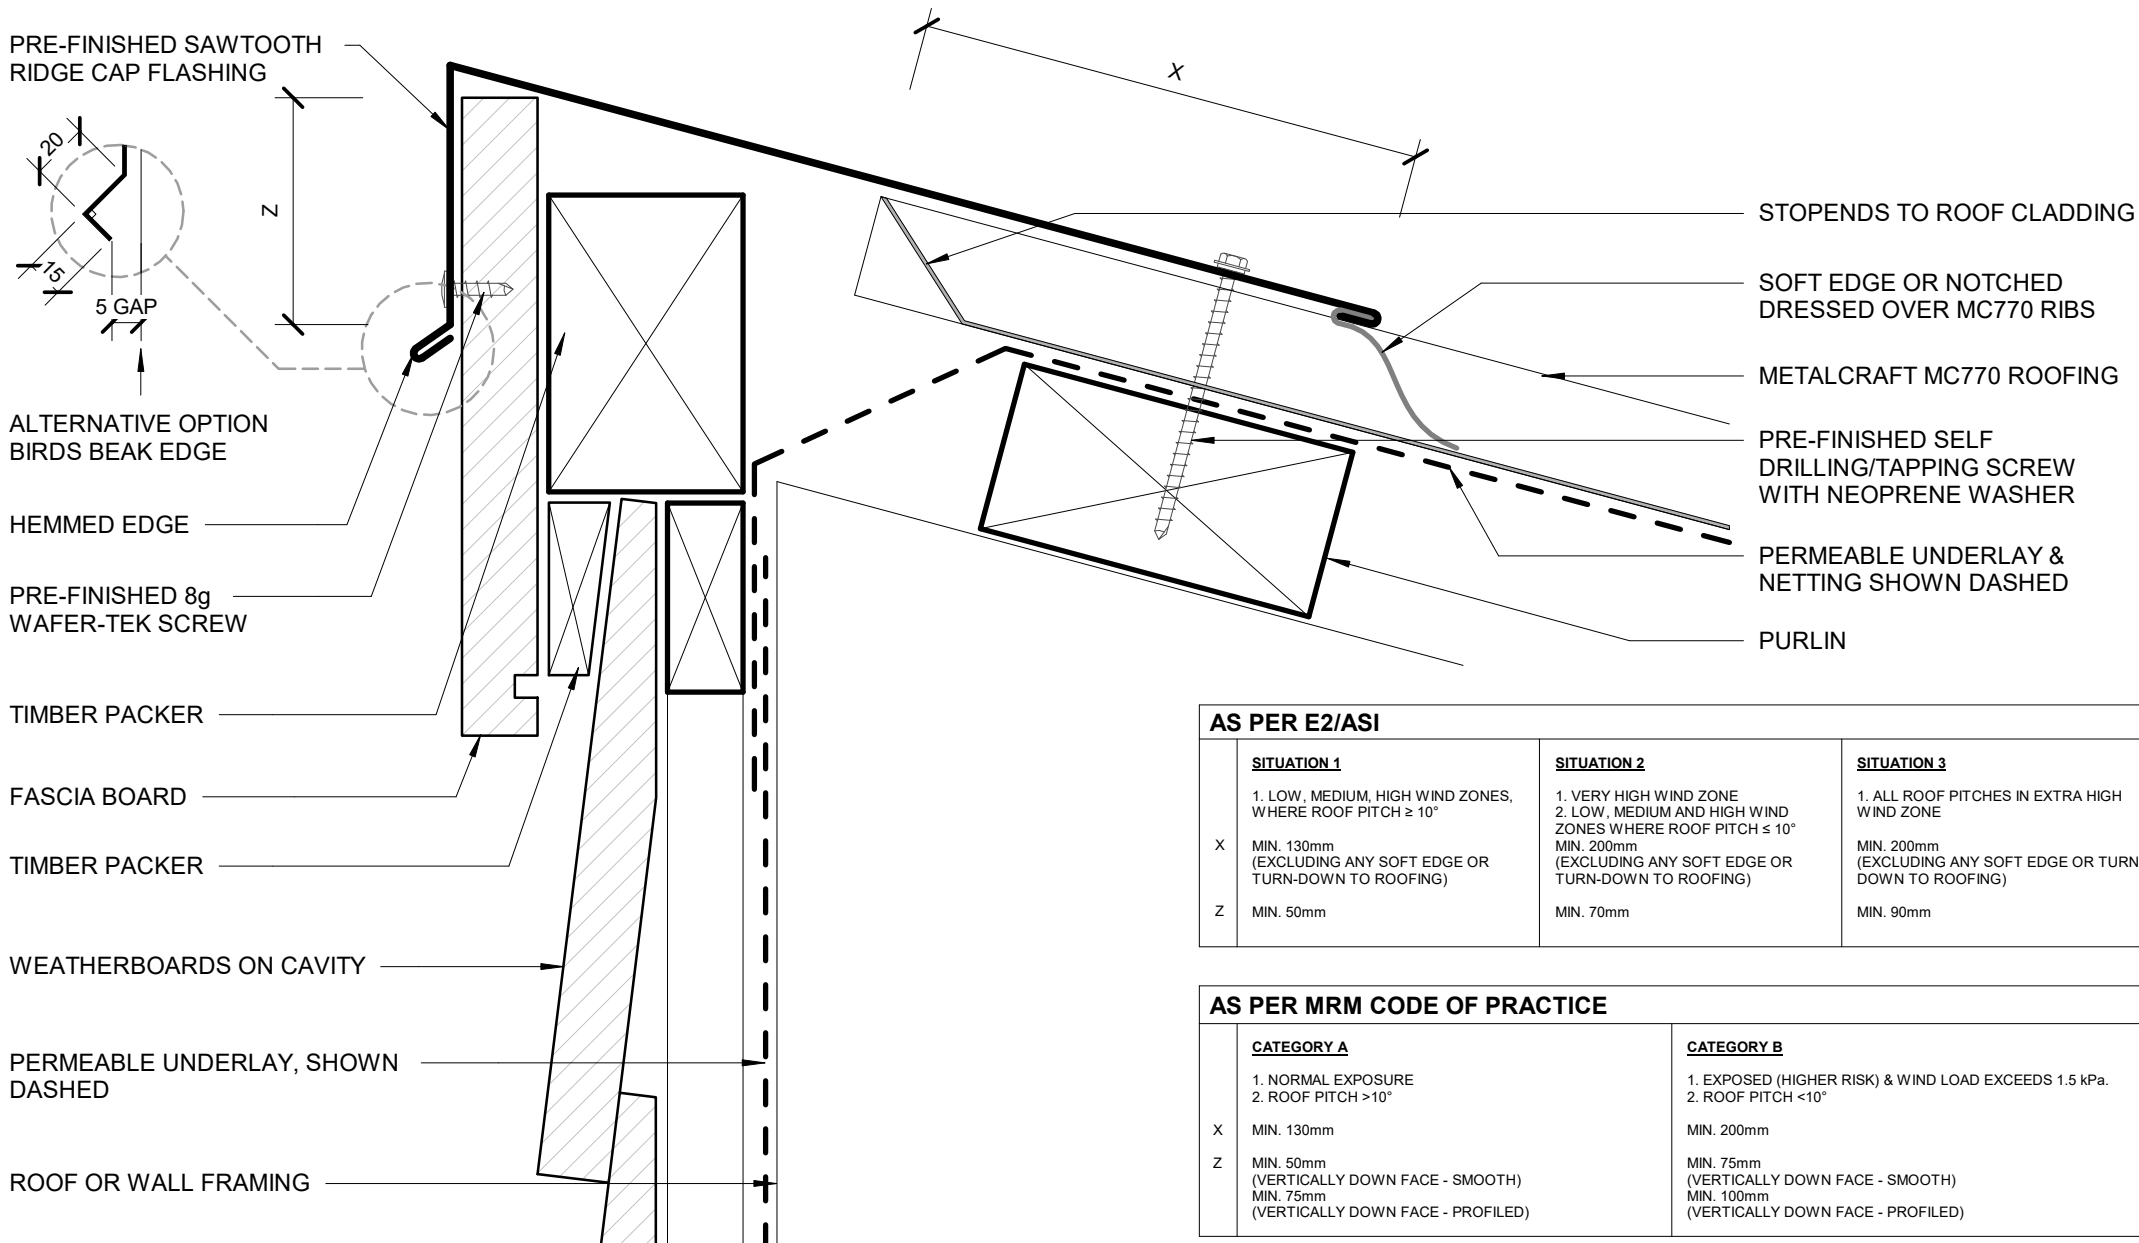 PRE-FINISHED SAWTOOTH
RIDGE CAP FLASHING
20
15
5 GAP
Z
X
ALTERNATIVE OPTION
BIRDS BEAK EDGE
HEMMED EDGE
PRE-FINISHED 8g
WAFER-TEK SCREW
TIMBER PACKER
FASCIA BOARD
TIMBER PACKER
WEATHERBOARDS ON CAVITY
PERMEABLE UNDERLAY, SHOWN
DASHED
ROOF OR WALL FRAMING
STOPENDS TO ROOF CLADDING
SOFT EDGE OR NOTCHED
DRESSED OVER MC770 RIBS
METALCRAFT MC770 ROOFING
PRE-FINISHED SELF
DRILLING/TAPPING SCREW
WITH NEOPRENE WASHER
PERMEABLE UNDERLAY &
NETTING SHOWN DASHED
PURLIN
AS PER E2/ASI
SITUATION 1
1. LOW, MEDIUM, HIGH WIND ZONES,
WHERE ROOF PITCH ≥ 10°
X
MIN. 130mm
(EXCLUDING ANY SOFT EDGE OR
TURN-DOWN TO ROOFING)
Z
MIN. 50mm
SITUATION 2
1. VERY HIGH WIND ZONE
2. LOW, MEDIUM AND HIGH WIND
ZONES WHERE ROOF PITCH ≤ 10°
MIN. 200mm
(EXCLUDING ANY SOFT EDGE OR
TURN-DOWN TO ROOFING)
MIN. 70mm
SITUATION 3
1. ALL ROOF PITCHES IN EXTRA HIGH
WIND ZONE
MIN. 200mm
(EXCLUDING ANY SOFT EDGE OR TURN
DOWN TO ROOFING)
MIN. 90mm
AS PER MRM CODE OF PRACTICE
CATEGORY A
1. NORMAL EXPOSURE
2. ROOF PITCH >10°
X
MIN. 130mm
Z
MIN. 50mm
(VERTICALLY DOWN FACE - SMOOTH)
MIN. 75mm
(VERTICALLY DOWN FACE - PROFILED)
CATEGORY B
1. EXPOSED (HIGHER RISK) & WIND LOAD EXCEEDS 1.5 kPa.
2. ROOF PITCH <10°
MIN. 200mm
MIN. 75mm
(VERTICALLY DOWN FACE - SMOOTH)
MIN. 100mm
(VERTICALLY DOWN FACE - PROFILED)